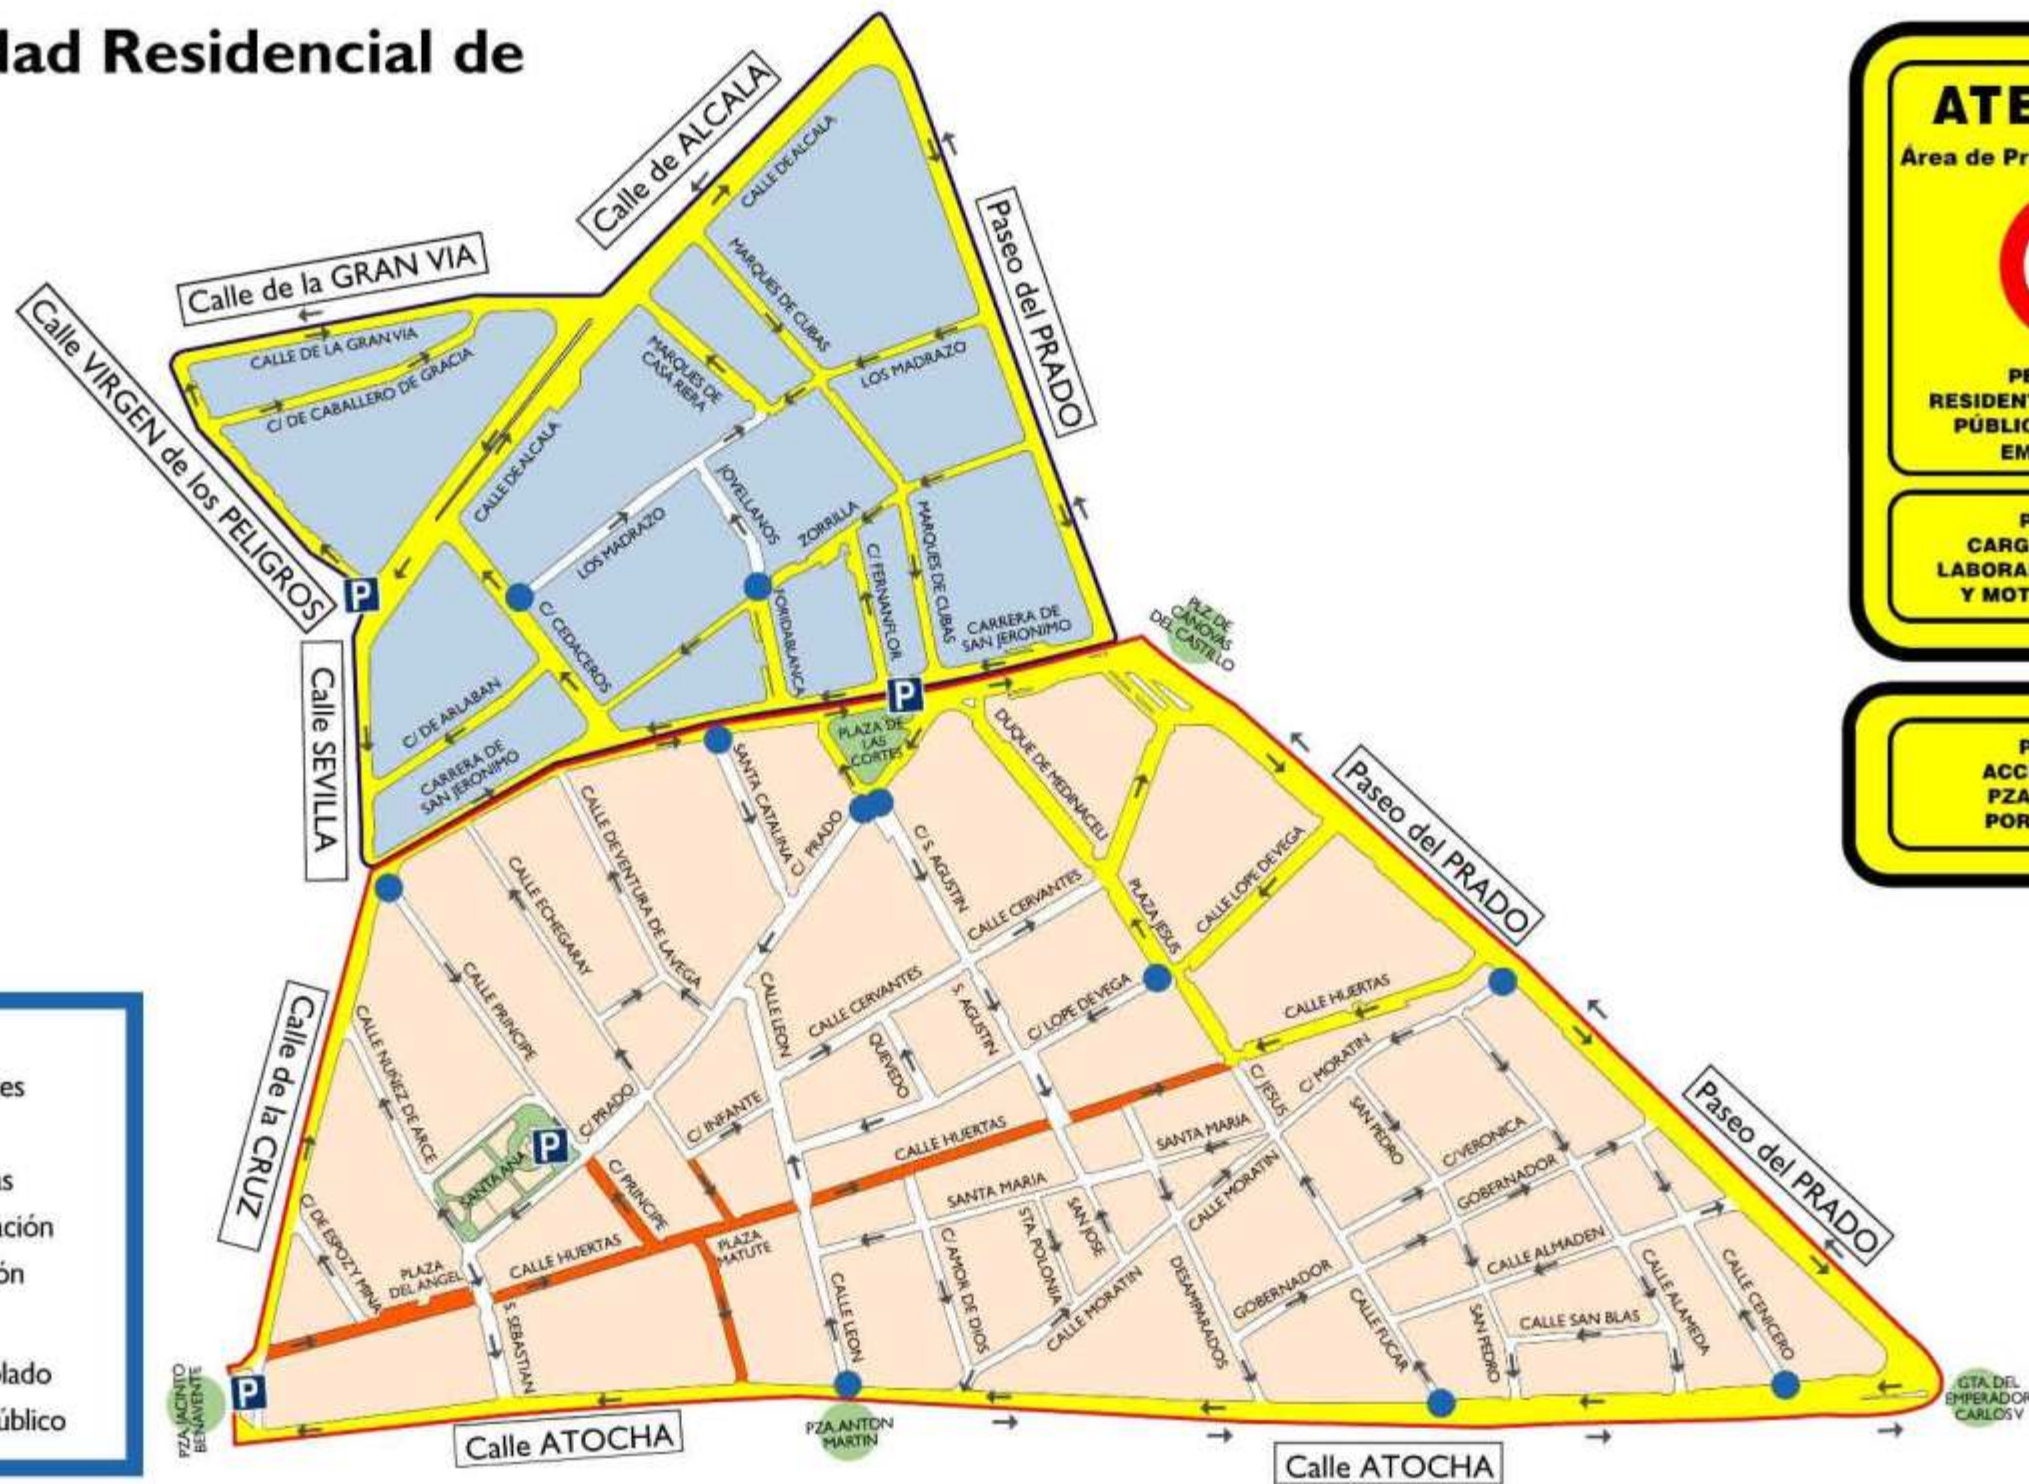 dad Residencial de
Calle de ALCALA
CALLE DE ALCALA
Calle de la GRAN VIA
CALLE DE LA GRAN VIA
C/ DE CABALLERO DE GRACIA
Calle VIRGEN de los PELIGROS
MARQUES DE CUBAS
Paseo del PRADO
MARQUES DE
CASA RIERA
LOS MADRAZO
CALLE DE ALCALA
JOVELLANOS
LOS MADRAZO
ZORRILLA
C/ FERNANFLOR
MARQUES DE CUBAS
C/ CEDACEROS
FORIDABLANCA
CARRERA DE
SAN JERONIMO
PLZ. DE
CANOVAS
DEL CASTILLO
P
P
Calle SEVILLA
C/ DE ARLABAN
CARRERA DE
SAN JERONIMO
PLAZA DE
LAS
CORTES
SANTA CATALINA
DUQUE DE MEDINACELI
CALLE DE VENTURA DE LA VEGA
C/ PRADO
C/ S. AGUSTIN
Paseo del PRADO
CALLE ECHEGARAY
CALLE CERVANTES
PLAZA JESUS
CALLE LOPE DE VEGA
CALLE PRINCIPE
CALLE LEON
CALLE CERVANTES
S. AGUSTIN
C/ LOPE DE VEGA
CALLE HUERTAS
Calle de la CRUZ
CALLE NUÑEZ DE ARCE
QUEVEDO
C/ MORATIN
C/ JESUS
C/ PRADO
C/ INFANTE
SAN PEDRO
Paseo del PRADO
P
SANTA ANA
CALLE HUERTAS
SANTA MARIA
C/ VERONICA
C/ PRINCIPE
SANTA MARIA
CALLE MORATIN
GOBERNADOR
C/ DE ESPOZ Y MINA
SAN JOSE
STA. POLONIA
PLAZA
DEL ANGEL
CALLE HUERTAS
PLAZA
MATUTE
C/ AMOR DE DIOS
CALLE ALMADEN
DESAMPARADOS
GOBERNADOR
CALLE ALAMEDA
CALLE CENICERO
S. SEBASTIAN
CALLE LEON
CALLE MORATIN
CALLE FUCAR
SAN PEDRO
CALLE SAN BLAS
P
PZA. JACINTO
BENAVENTE
Calle ATOCHA
PZA. ANTON
MARTIN
Calle ATOCHA
GTA. DEL
EMPERADOR
CARLOS V
es
as
ación
ón
olado
úblico
ATE
Área de Pr
PE
RESIDENT
PÚBLIC
EM
P
CARG
LABORA
Y MOT
P
ACC
PZA
POR